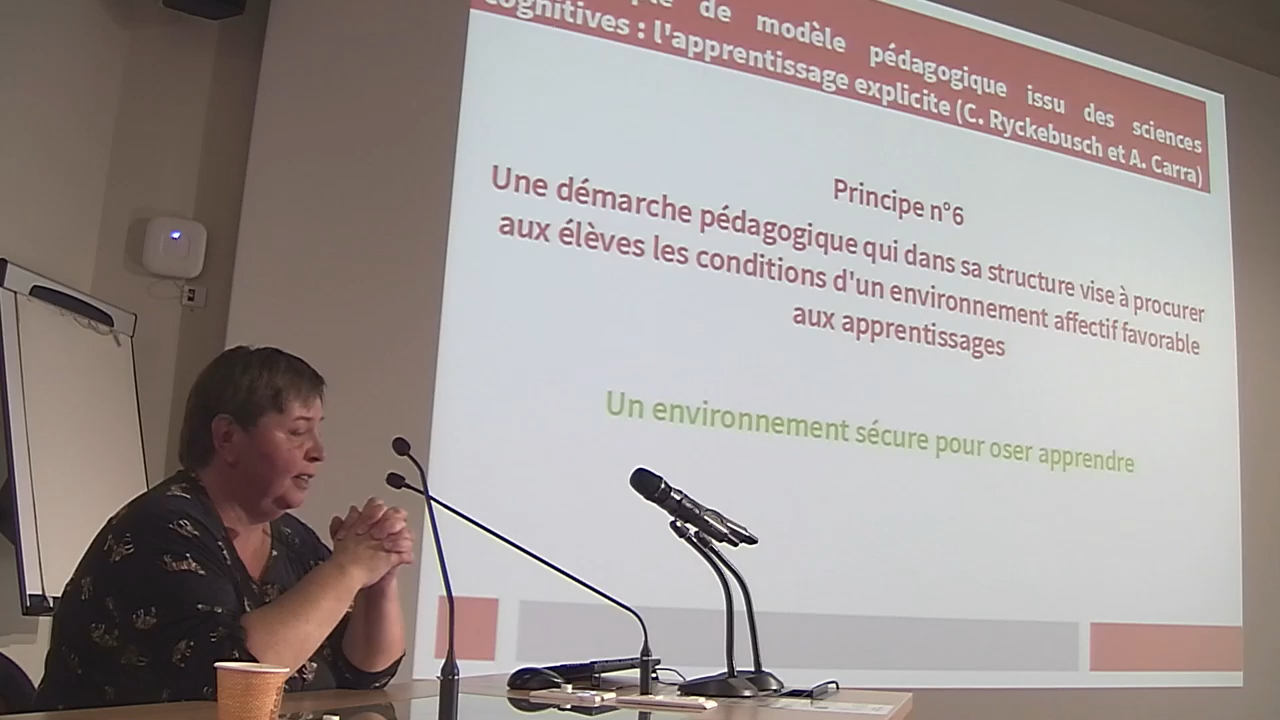 de modèle pédagogique issu des sciences
cognitives : l'apprentissage explicite (C. Ryckebusch et A. Carra)
Principe n°6
Une démarche pédagogique qui dans sa structure vise à procurer
aux élèves les conditions d'un environnement affectif favorable
aux apprentissages
Un environnement sécure pour oser apprendre